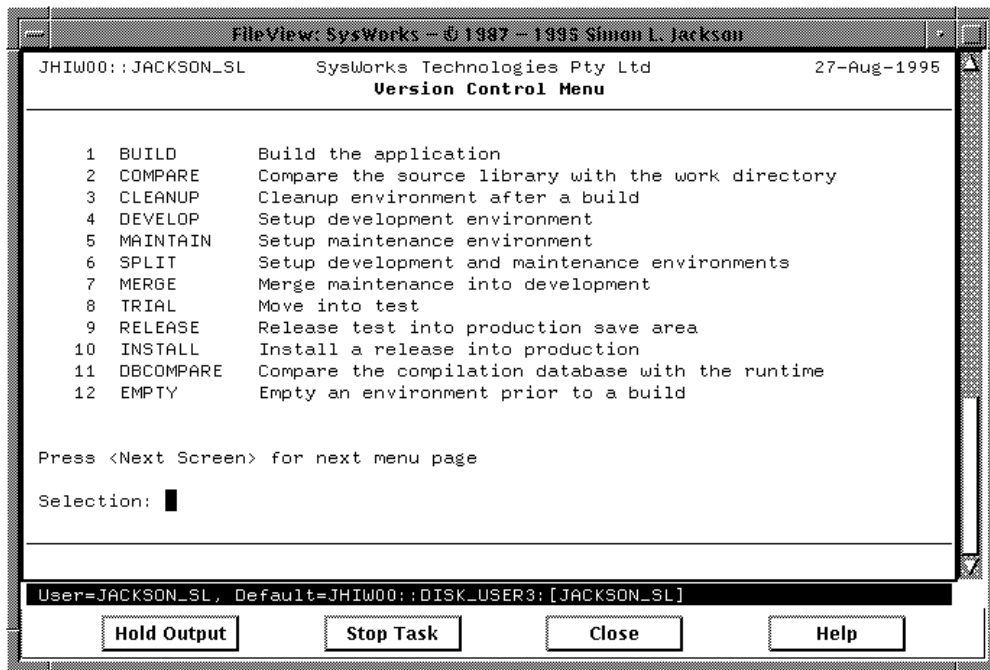 FileView: SysWorks – © 1987 – 1995 Simon L. Jackson
JHIW00::JACKSON_SL SysWorks Technologies Pty Ltd 27-Aug-1995
Version Control Menu
1 BUILD Build the application
2 COMPARE Compare the source library with the work directory
3 CLEANUP Cleanup environment after a build
4 DEVELOP Setup development environment
5 MAINTAIN Setup maintenance environment
6 SPLIT Setup development and maintenance environments
7 MERGE Merge maintenance into development
8 TRIAL Move into test
9 RELEASE Release test into production save area
10 INSTALL Install a release into production
11 DBCOMPARE Compare the compilation database with the runtime
12 EMPTY Empty an environment prior to a build
Press <Next Screen> for next menu page
Selection:
User=JACKSON_SL, Default=JHIW00::DISK_USER3:[JACKSON_SL]
Hold Output Stop Task Close Help